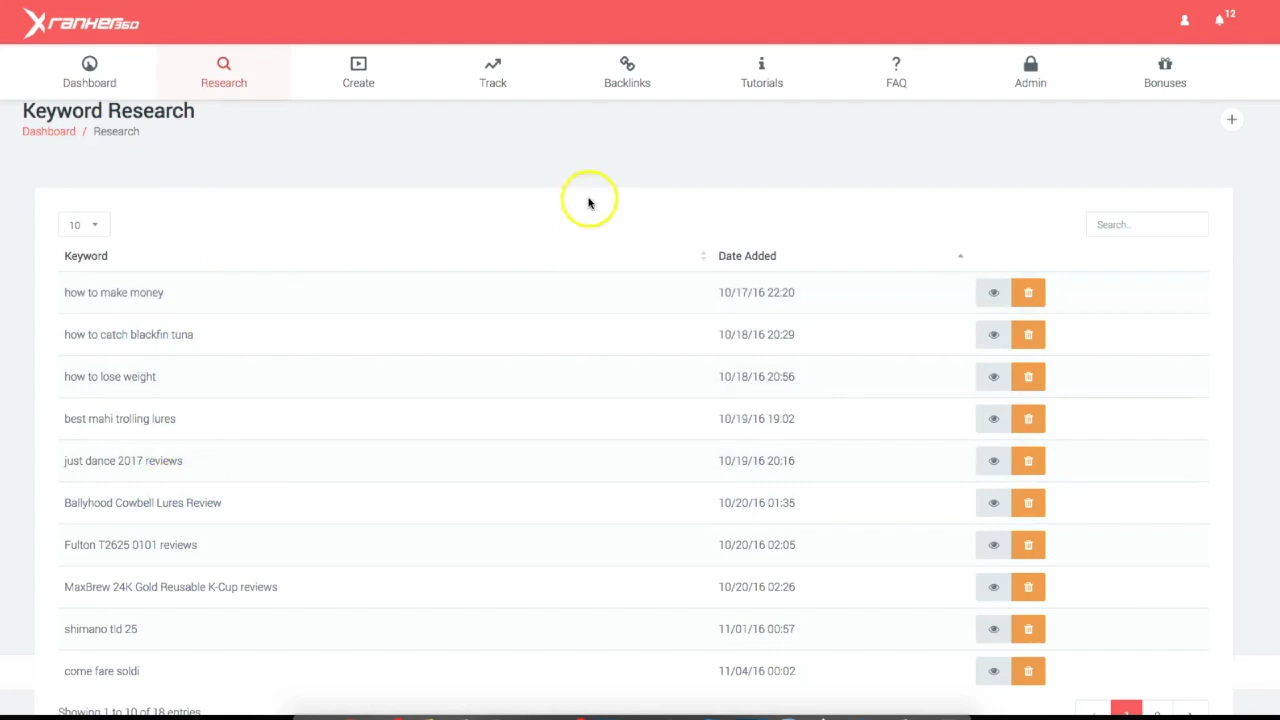 Xranker360
12
Dashboard Research Create Track Backlinks Tutorials FAQ Admin Bonuses
Keyword Research
Dashboard / Research
10
Search..
Keyword Date Added
how to make money 10/17/16 22:20
how to catch blackfin tuna 10/18/16 20:29
how to lose weight 10/18/16 20:56
best mahi trolling lures 10/19/16 19:02
just dance 2017 reviews 10/19/16 20:16
Ballyhood Cowbell Lures Review 10/20/16 01:35
Fulton T2625 0101 reviews 10/20/16 02:05
MaxBrew 24K Gold Reusable K-Cup reviews 10/20/16 02:26
shimano tld 25 11/01/16 00:57
come fare soldi 11/04/16 00:02
Showing 1 to 10 of 18 entries